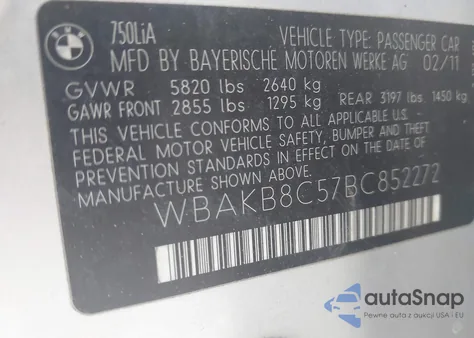 BMW
750LiA VEHICLE TYPE: PASSENGER CAR
MFD BY BAYERISCHE MOTOREN WERKE AG 02/11
GVWR 5820 lbs 2640 kg
GAWR FRONT 2855 lbs 1295 kg REAR 3197 lbs 1450 kg
THIS VEHICLE CONFORMS TO ALL APPLICABLE
FEDERAL MOTOR VEHICLE SAFETY, BUMPER AND THEFT
PREVENTION STANDARDS IN EFFECT ON THE DATE OF
MANUFACTURE SHOWN ABOVE.
WBAKB8C57BC852272
autoSnap
Pewne auta z aukcji USA i EU